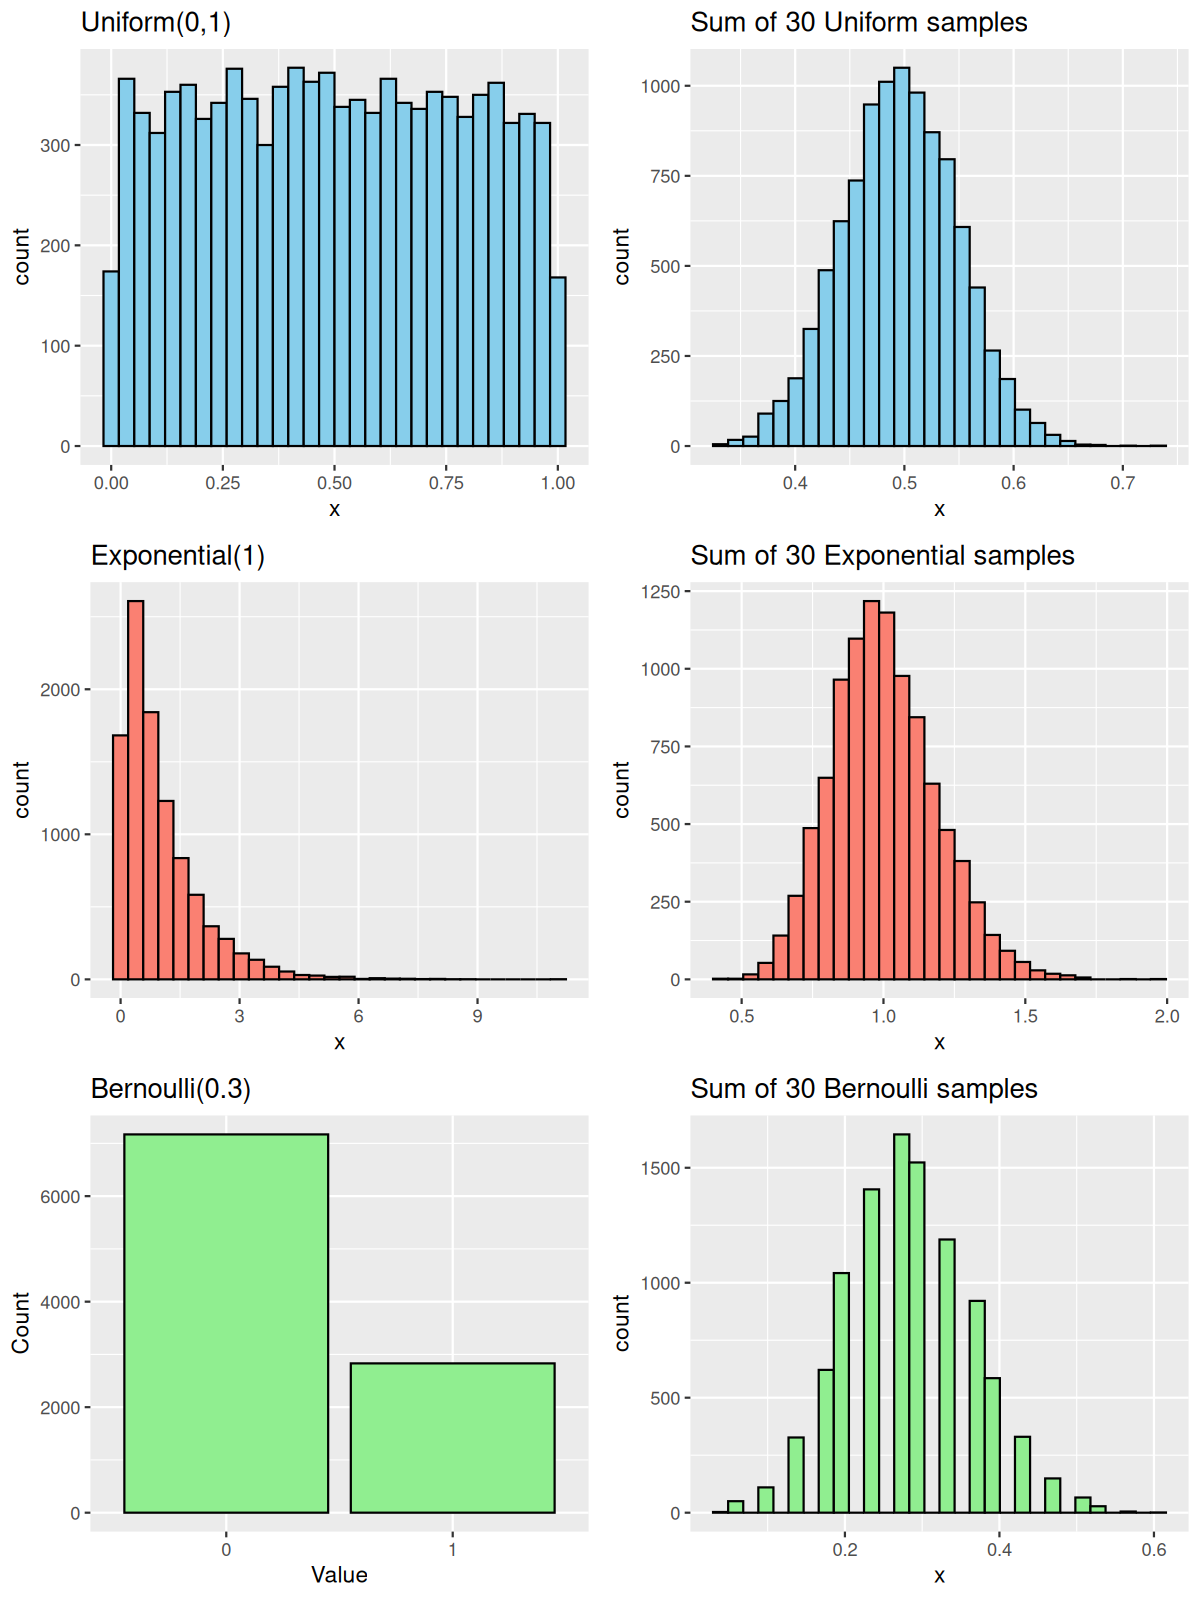 Uniform(0,1)
count
300
200
100
0
0.00 0.25 0.50 0.75 1.00
x
Sum of 30 Uniform samples
count
1000
750
500
250
0
0.4 0.5 0.6 0.7
x
Exponential(1)
count
2000
1000
0
0 3 6 9
x
Sum of 30 Exponential samples
count
1250
1000
750
500
250
0
0.5 1.0 1.5 2.0
x
Bernoulli(0.3)
Count
6000
4000
2000
0
0 1
Value
Sum of 30 Bernoulli samples
count
1500
1000
500
0
0.2 0.4 0.6
x